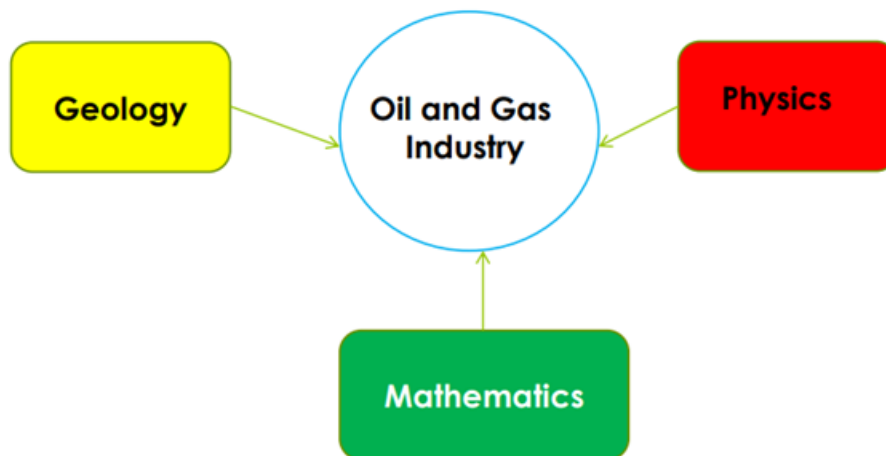 Geology
Oil and Gas
Industry
Physics
Mathematics